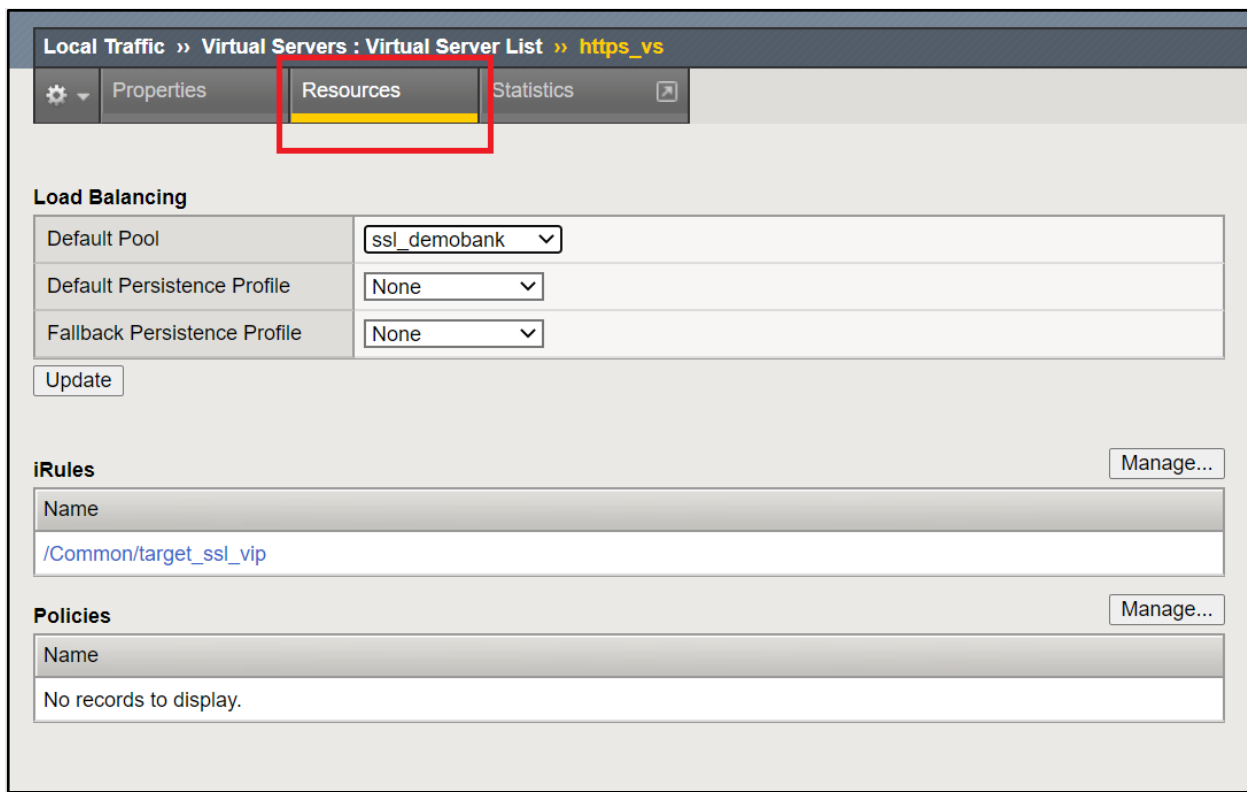 Local Traffic ›› Virtual Servers : Virtual Server List ›› https_vs
Properties Resources Statistics
Load Balancing
Default Pool ssl_demobank
Default Persistence Profile None
Fallback Persistence Profile None
Update
iRules Manage...
Name
/Common/target_ssl_vip
Policies Manage...
Name
No records to display.